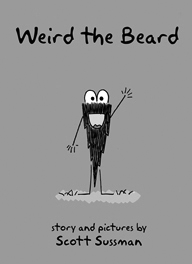 Weird the Beard
story and pictures by
Scott Sussman